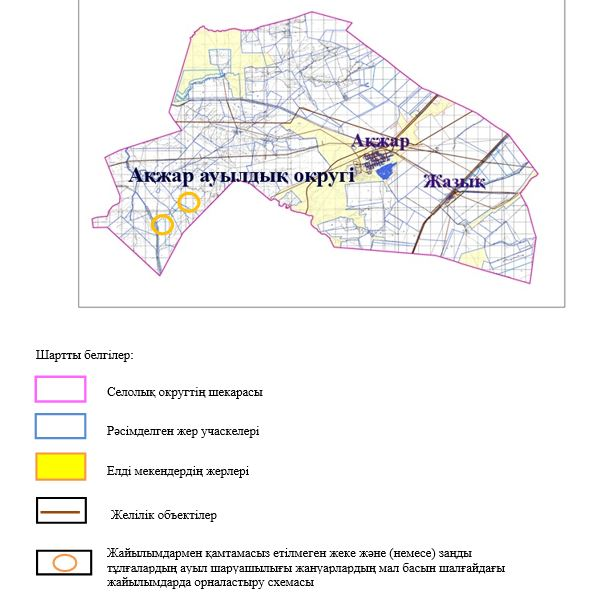 Ақжар
Ақжар ауылдық округі
Жазық
Шартты белгілер:
Селолық округтің шекарасы
Рәсімделген жер учаскелері
Елді мекендердің жерлері
Желілік объектілер
Жайылымдармен қамтамасыз етілмеген жеке және (немесе) заңды
тұлғалардың ауыл шаруашылығы жануарлардың мал басын шалғайдағы
жайылымдарда орналастыру схемасы